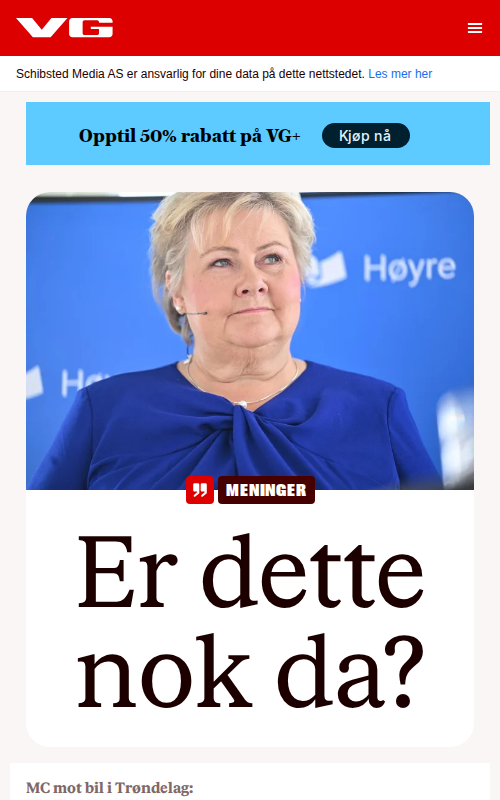 VG
Schibsted Media AS er ansvarlig for dine data på dette nettstedet. Les mer her
Opptil 50% rabatt på VG+
Kjøp nå
Høyre
MENINGER
Er dette
nok da?
MC mot bil i Trøndelag: